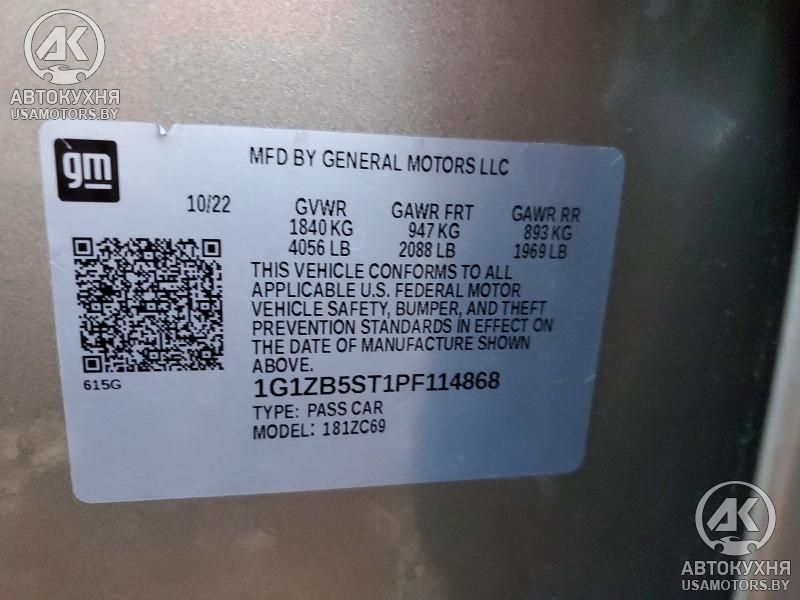 AK
АВТОКУХНЯ
USAMOTORS.BY
gm
MFD BY GENERAL MOTORS LLC
10/22
GVWR GAWR FRT GAWR RR
1840 KG 947 KG 893 KG
4056 LB 2088 LB 1969 LB
THIS VEHICLE CONFORMS TO ALL
APPLICABLE U.S. FEDERAL MOTOR
VEHICLE SAFETY, BUMPER, AND THEFT
PREVENTION STANDARDS IN EFFECT ON
THE DATE OF MANUFACTURE SHOWN
ABOVE.
615G
1G1ZB5ST1PF114868
TYPE: PASS CAR
MODEL: 181ZC69
AK
АВТОКУХНЯ
USAMOTORS.BY